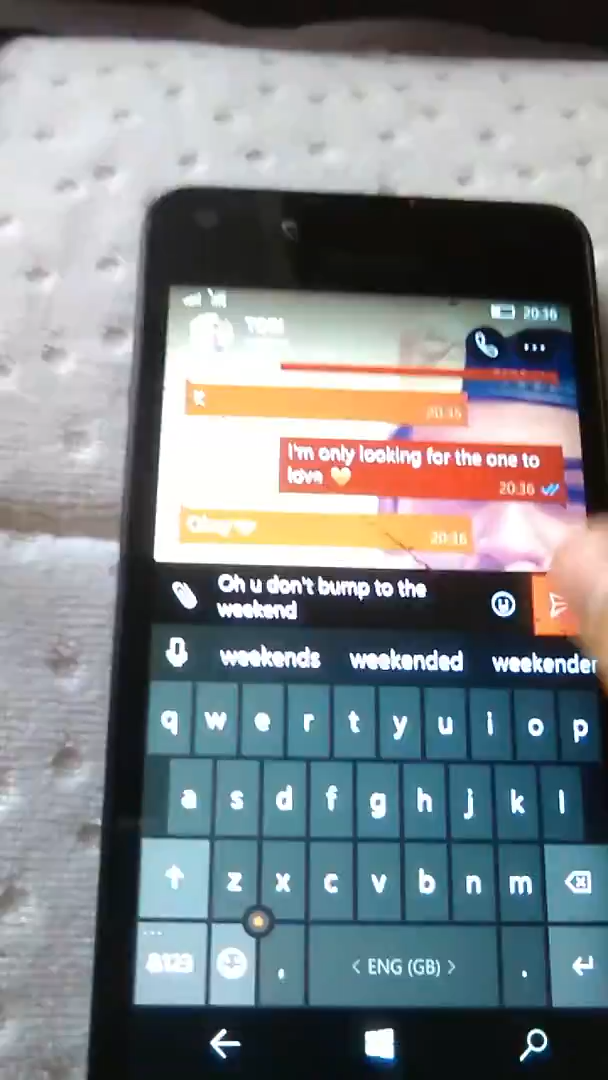 20:36
20:35
I'm only looking for the one to
love 🧡
20:36
Okay
20:36
Oh u don't bump to the
weekend
weekends weekended weekender
q w e r t y u i o p
a s d f g h j k l
z x c v b n m
&123 , < ENG (GB) > .